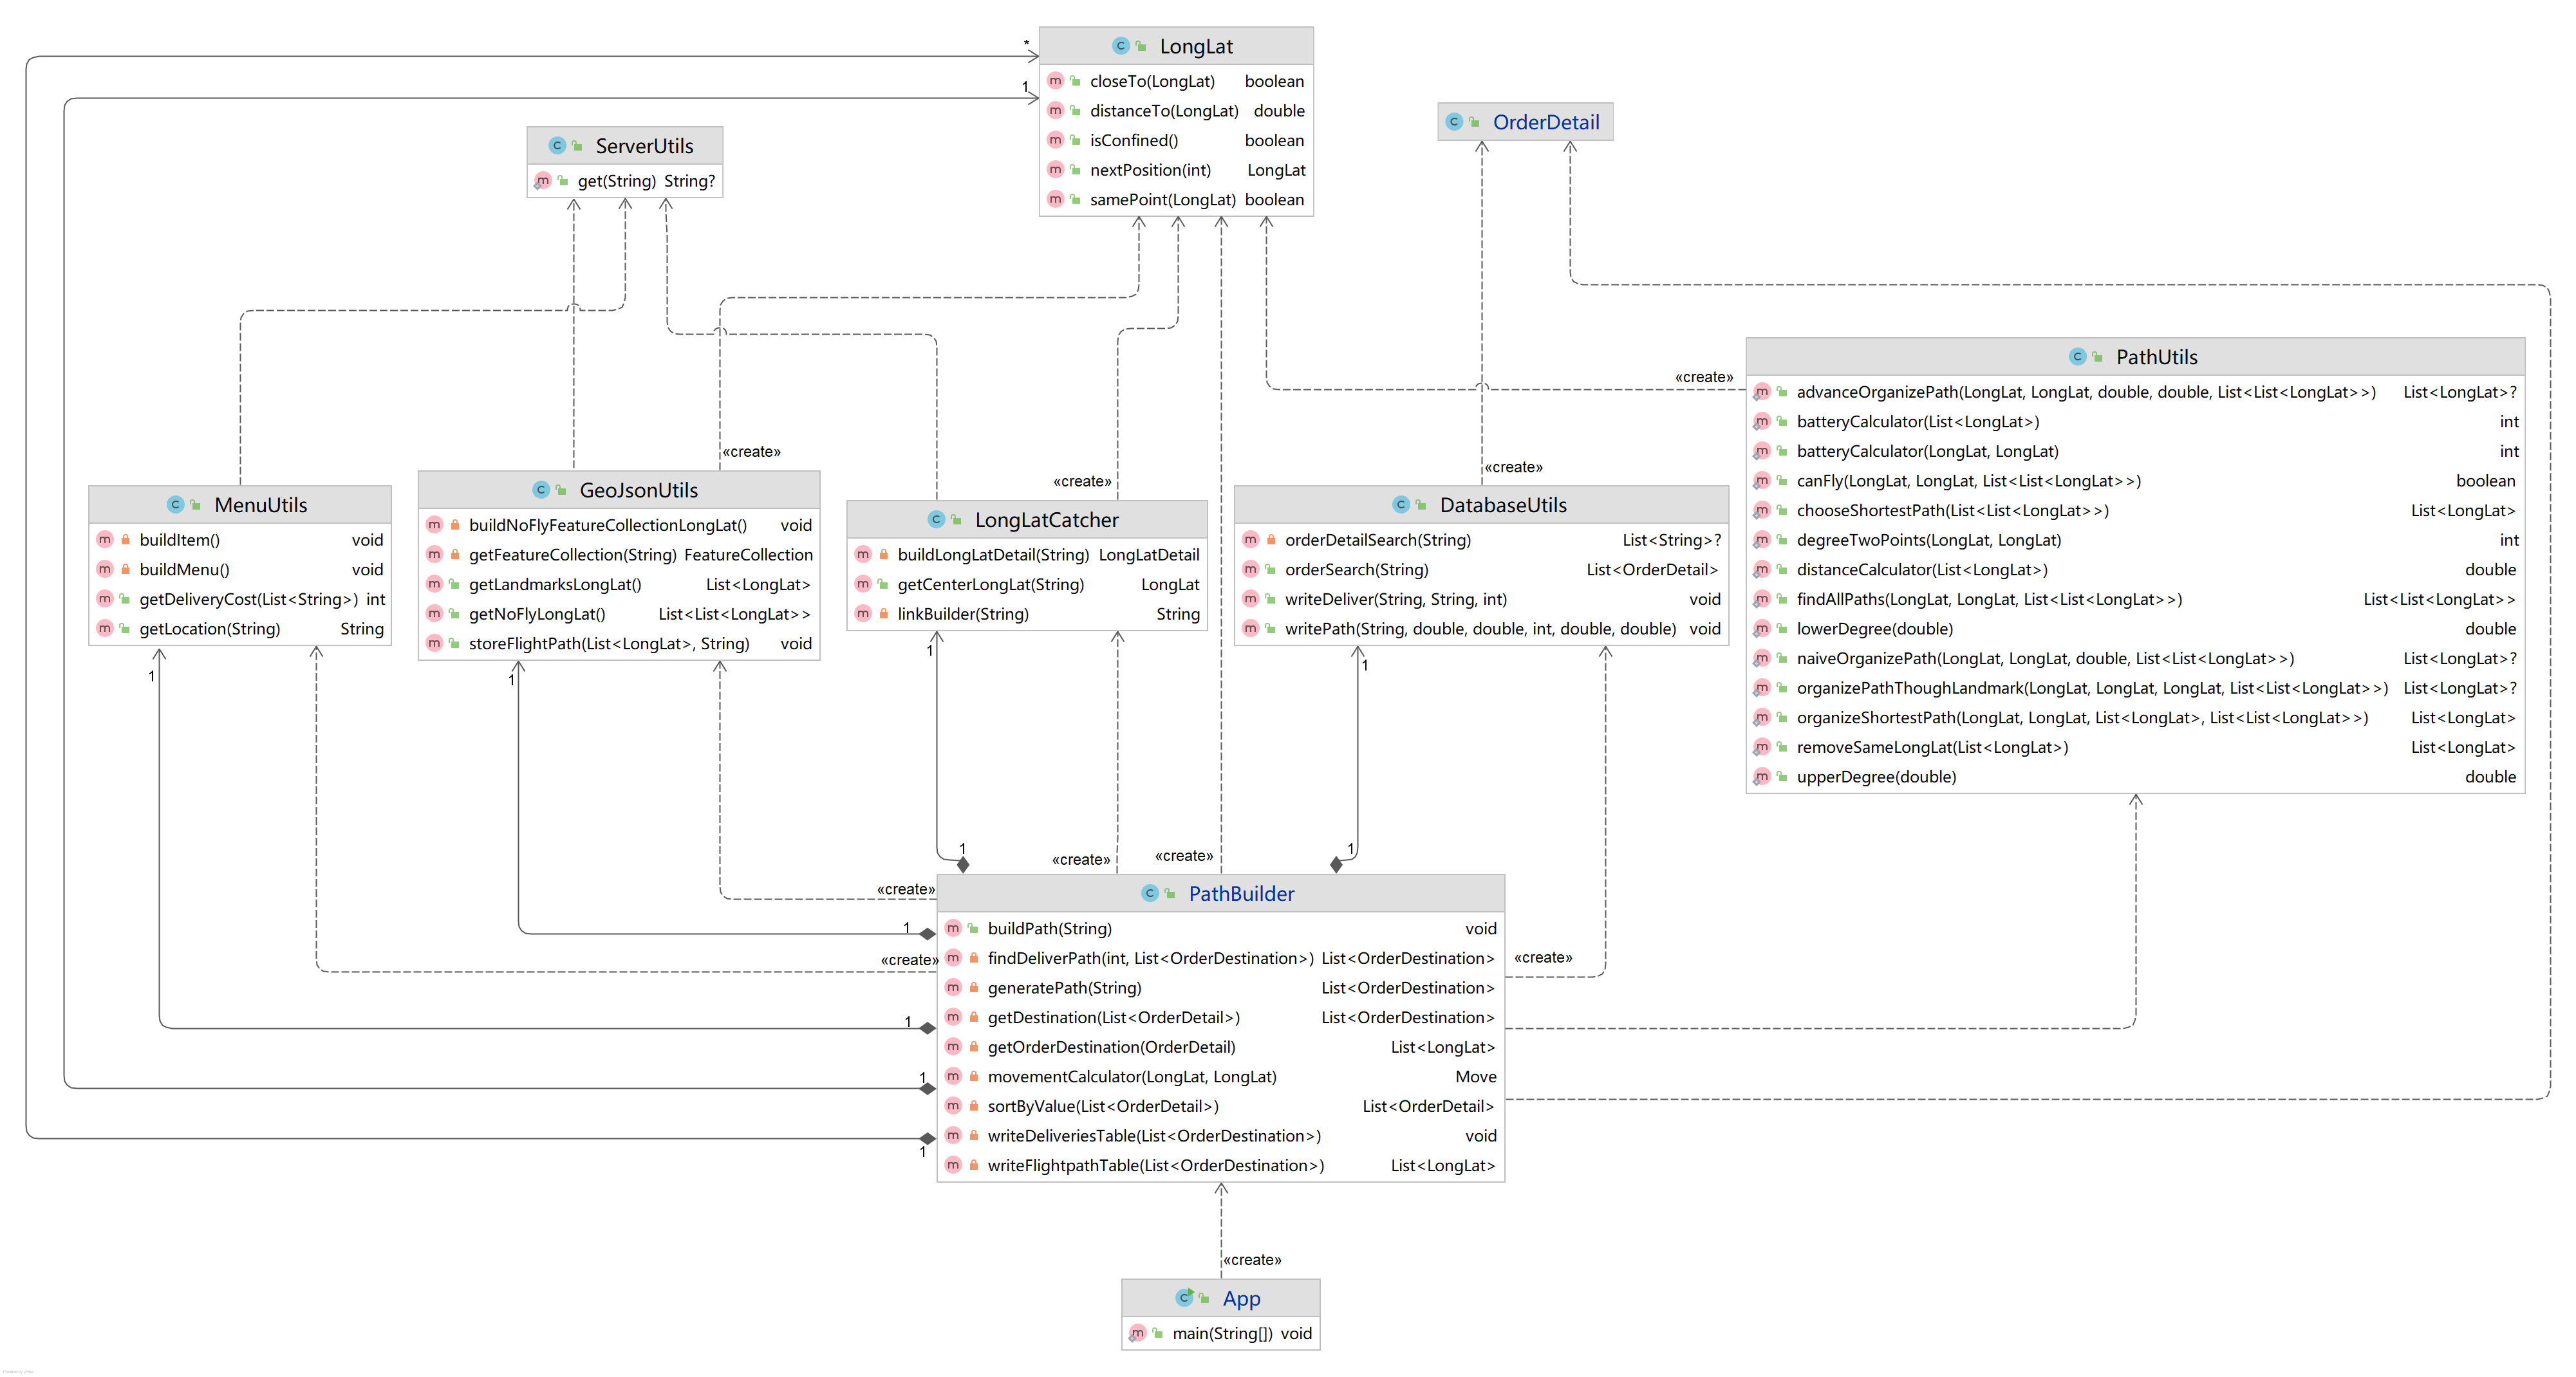 *
LongLat
closeTo(LongLat) boolean
distanceTo(LongLat) double
isConfined() boolean
nextPosition(int) LongLat
samePoint(LongLat) boolean
1
OrderDetail
ServerUtils
get(String) String?
PathUtils
advanceOrganizePath(LongLat, LongLat, double, double, List<List<LongLat>>) List<LongLat>?
batteryCalculator(List<LongLat>) int
batteryCalculator(LongLat, LongLat) int
canFly(LongLat, LongLat, List<List<LongLat>>) boolean
chooseShortestPath(List<List<LongLat>>) List<LongLat>
degreeTwoPoints(LongLat, LongLat) int
distanceCalculator(List<LongLat>) double
findAllPaths(LongLat, LongLat, List<List<LongLat>>) List<List<LongLat>>
lowerDegree(double) double
naiveOrganizePath(LongLat, LongLat, double, List<List<LongLat>>) List<LongLat>?
organizePathThoughLandmark(LongLat, LongLat, LongLat, List<List<LongLat>>) List<LongLat>?
organizeShortestPath(LongLat, LongLat, List<LongLat>, List<List<LongLat>>) List<LongLat>
removeSameLongLat(List<LongLat>) List<LongLat>
upperDegree(double) double
«create»
«create»
«create»
«create»
MenuUtils
buildItem() void
buildMenu() void
getDeliveryCost(List<String>) int
getLocation(String) String
GeoJsonUtils
buildNoFlyFeatureCollectionLongLat() void
getFeatureCollection(String) FeatureCollection
getLandmarksLongLat() List<LongLat>
getNoFlyLongLat() List<List<LongLat>>
storeFlightPath(List<LongLat>, String) void
LongLatCatcher
buildLongLatDetail(String) LongLatDetail
getCenterLongLat(String) LongLat
linkBuilder(String) String
DatabaseUtils
orderDetailSearch(String) List<String>?
orderSearch(String) List<OrderDetail>
writeDeliver(String, String, int) void
writePath(String, double, double, int, double, double) void
1
1
1
1
1
1
«create»
«create»
«create»
1
«create»
«create»
1
1
1
PathBuilder
buildPath(String) void
findDeliverPath(int, List<OrderDestination>) List<OrderDestination>
generatePath(String) List<OrderDestination>
getDestination(List<OrderDetail>) List<OrderDestination>
getOrderDestination(OrderDetail) List<LongLat>
movementCalculator(LongLat, LongLat) Move
sortByValue(List<OrderDetail>) List<OrderDetail>
writeDeliveriesTable(List<OrderDestination>) void
writeFlightpathTable(List<OrderDestination>) List<LongLat>
«create»
App
main(String[]) void